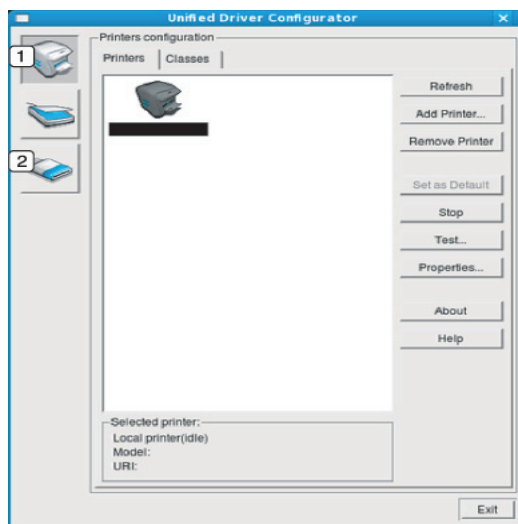 Unified Driver Configurator
1
2
Printers configuration
Printers
Classes
Refresh
Add Printer...
Remove Printer
Set as Default
Stop
Test...
Properties...
About
Help
Selected printer:
Local printer(idle)
Model:
URI:
Exit